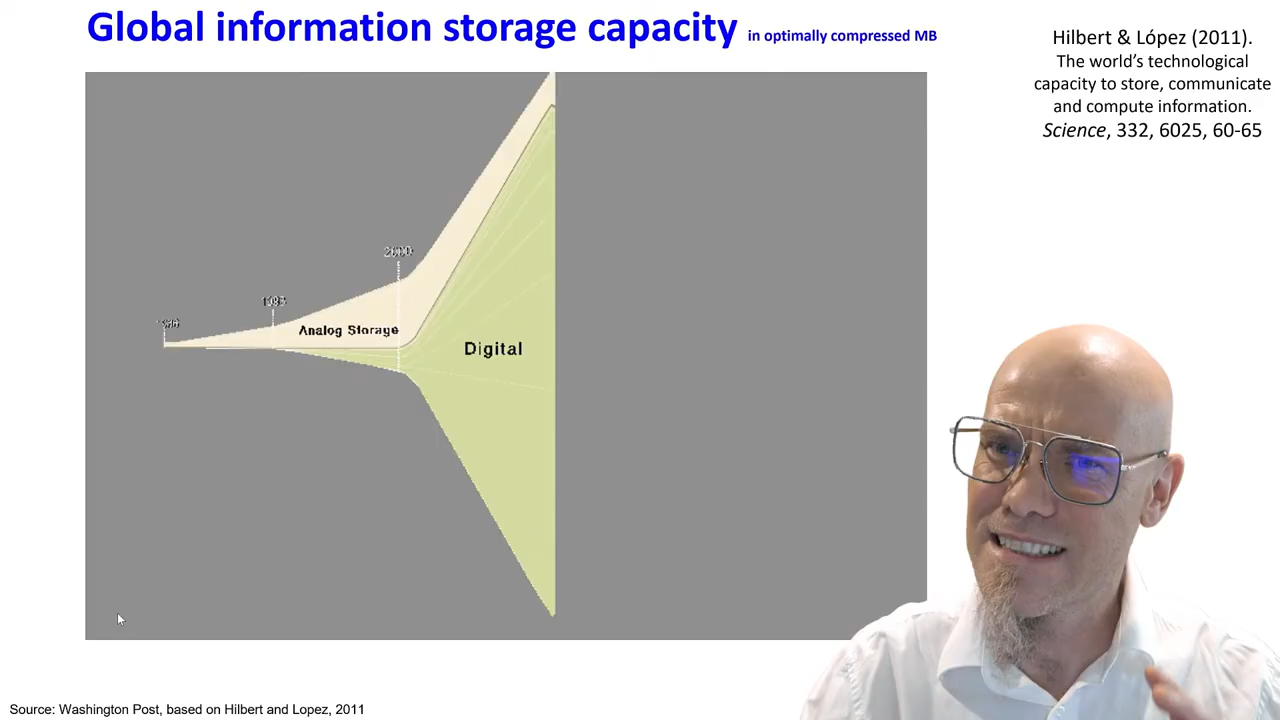 Global information storage capacity in optimally compressed MB
Hilbert & López (2011).
The world's technological
capacity to store, communicate
and compute information.
Science, 332, 6025, 60-65
2000
Analog Storage
Digital
Source: Washington Post, based on Hilbert and Lopez, 2011